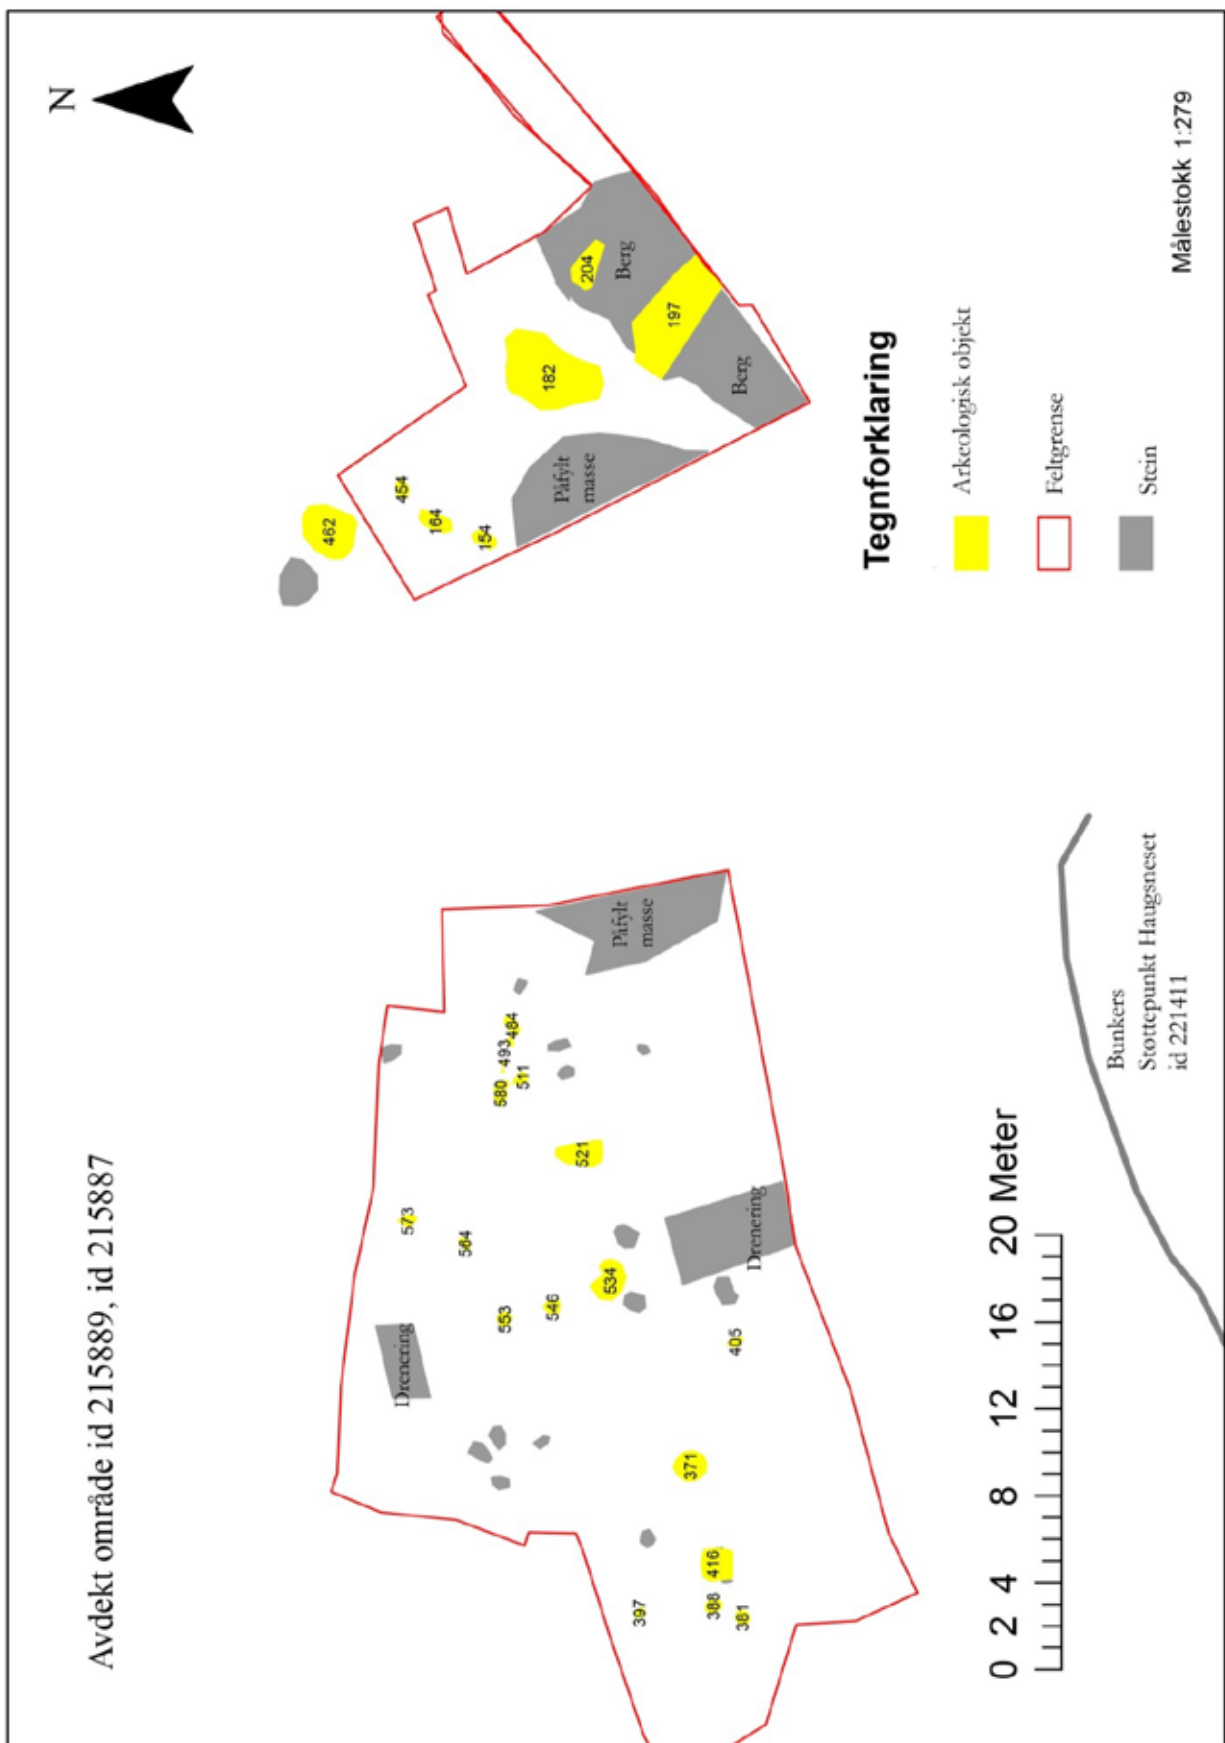 Avdekt område id 215889, id 215887
N
462
454
164
154
182
204
Berg
197
Berg
Påfylt
masse
Drenering
573
564
553
546
534
521
580
493
484
511
Påfylt
masse
Drenering
405
371
416
397
388
381
0 2 4 8 12 16 20 Meter
Bunkers
Støttepunkt Haugsneset
id 221411
Tegnforklaring
Arkeologisk objekt
Feltgrense
Stein
Målestokk 1:279